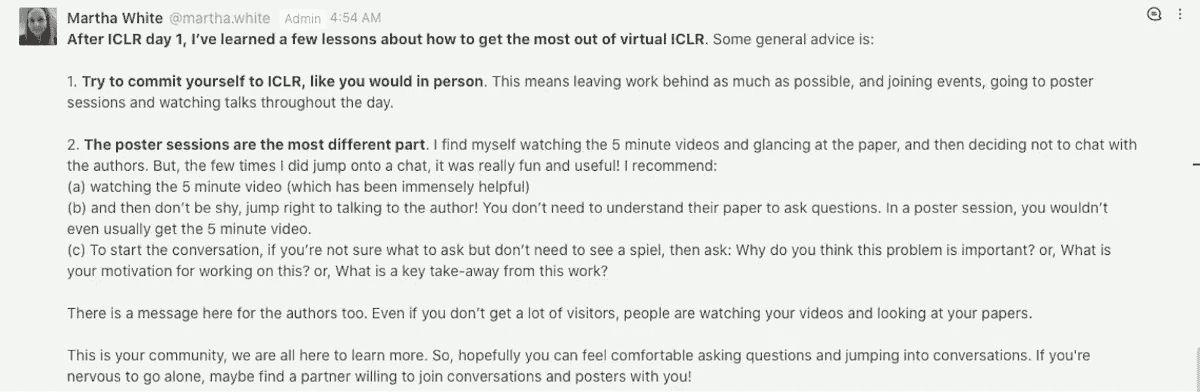 Martha White @martha.white Admin 4:54 AM
After ICLR day 1, I've learned a few lessons about how to get the most out of virtual ICLR. Some general advice is:
1. Try to commit yourself to ICLR, like you would in person. This means leaving work behind as much as possible, and joining events, going to poster
sessions and watching talks throughout the day.
2. The poster sessions are the most different part. I find myself watching the 5 minute videos and glancing at the paper, and then deciding not to chat with
the authors. But, the few times I did jump onto a chat, it was really fun and useful! I recommend:
(a) watching the 5 minute video (which has been immensely helpful)
(b) and then don't be shy, jump right to talking to the author! You don't need to understand their paper to ask questions. In a poster session, you wouldn't
even usually get the 5 minute video.
(c) To start the conversation, if you're not sure what to ask but don't need to see a spiel, then ask: Why do you think this problem is important? or, What is
your motivation for working on this? or, What is a key take-away from this work?
There is a message here for the authors too. Even if you don't get a lot of visitors, people are watching your videos and looking at your papers.
This is your community, we are all here to learn more. So, hopefully you can feel comfortable asking questions and jumping into conversations. If you're
nervous to go alone, maybe find a partner willing to join conversations and posters with you!